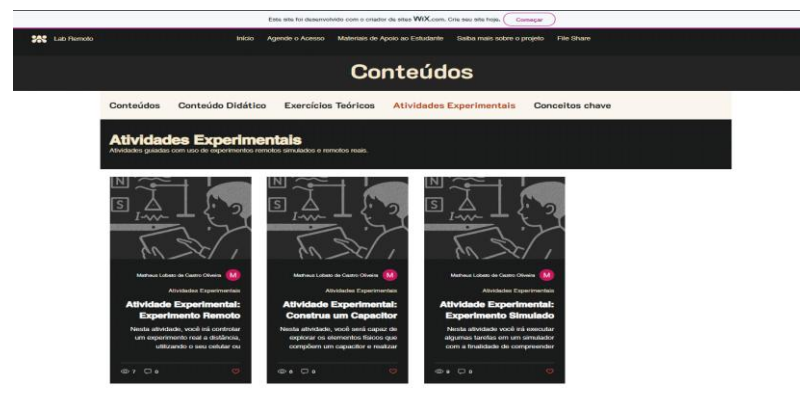 Este site foi desenvolvido com o criador de sites WiX.com. Crie seu site hoje. Começar
Lab Remoto Início Agende o Acesso Materiais de Apoio ao Estudante Saiba mais sobre o projeto File Share
Conteúdos
Conteúdos Conteúdo Didático Exercícios Teóricos Atividades Experimentais Conceitos chave
Atividades Experimentais
Atividades guiadas com uso de experimentos remotos simulados e remotos reais.
N
S
I
N
S
I
N
S
I
Matheus Lobato de Castro Oliveira M
Atividades Experimentais
Atividade Experimental:
Experimento Remoto
Nesta atividade, você irá controlar
um experimento real a distância,
utilizando o seu celular ou
7 0
Matheus Lobato de Castro Oliveira M
Atividades Experimentais
Atividade Experimental:
Construa um Capacitor
Nesta atividade, você será capaz de
explorar os elementos físicos que
compõem um capacitor e realizar
0
Matheus Lobato de Castro Oliveira M
Atividades Experimentais
Atividade Experimental:
Experimento Simulado
Nesta atividade você irá executar
algumas tarefas em um simulador
com a finalidade de compreender
0